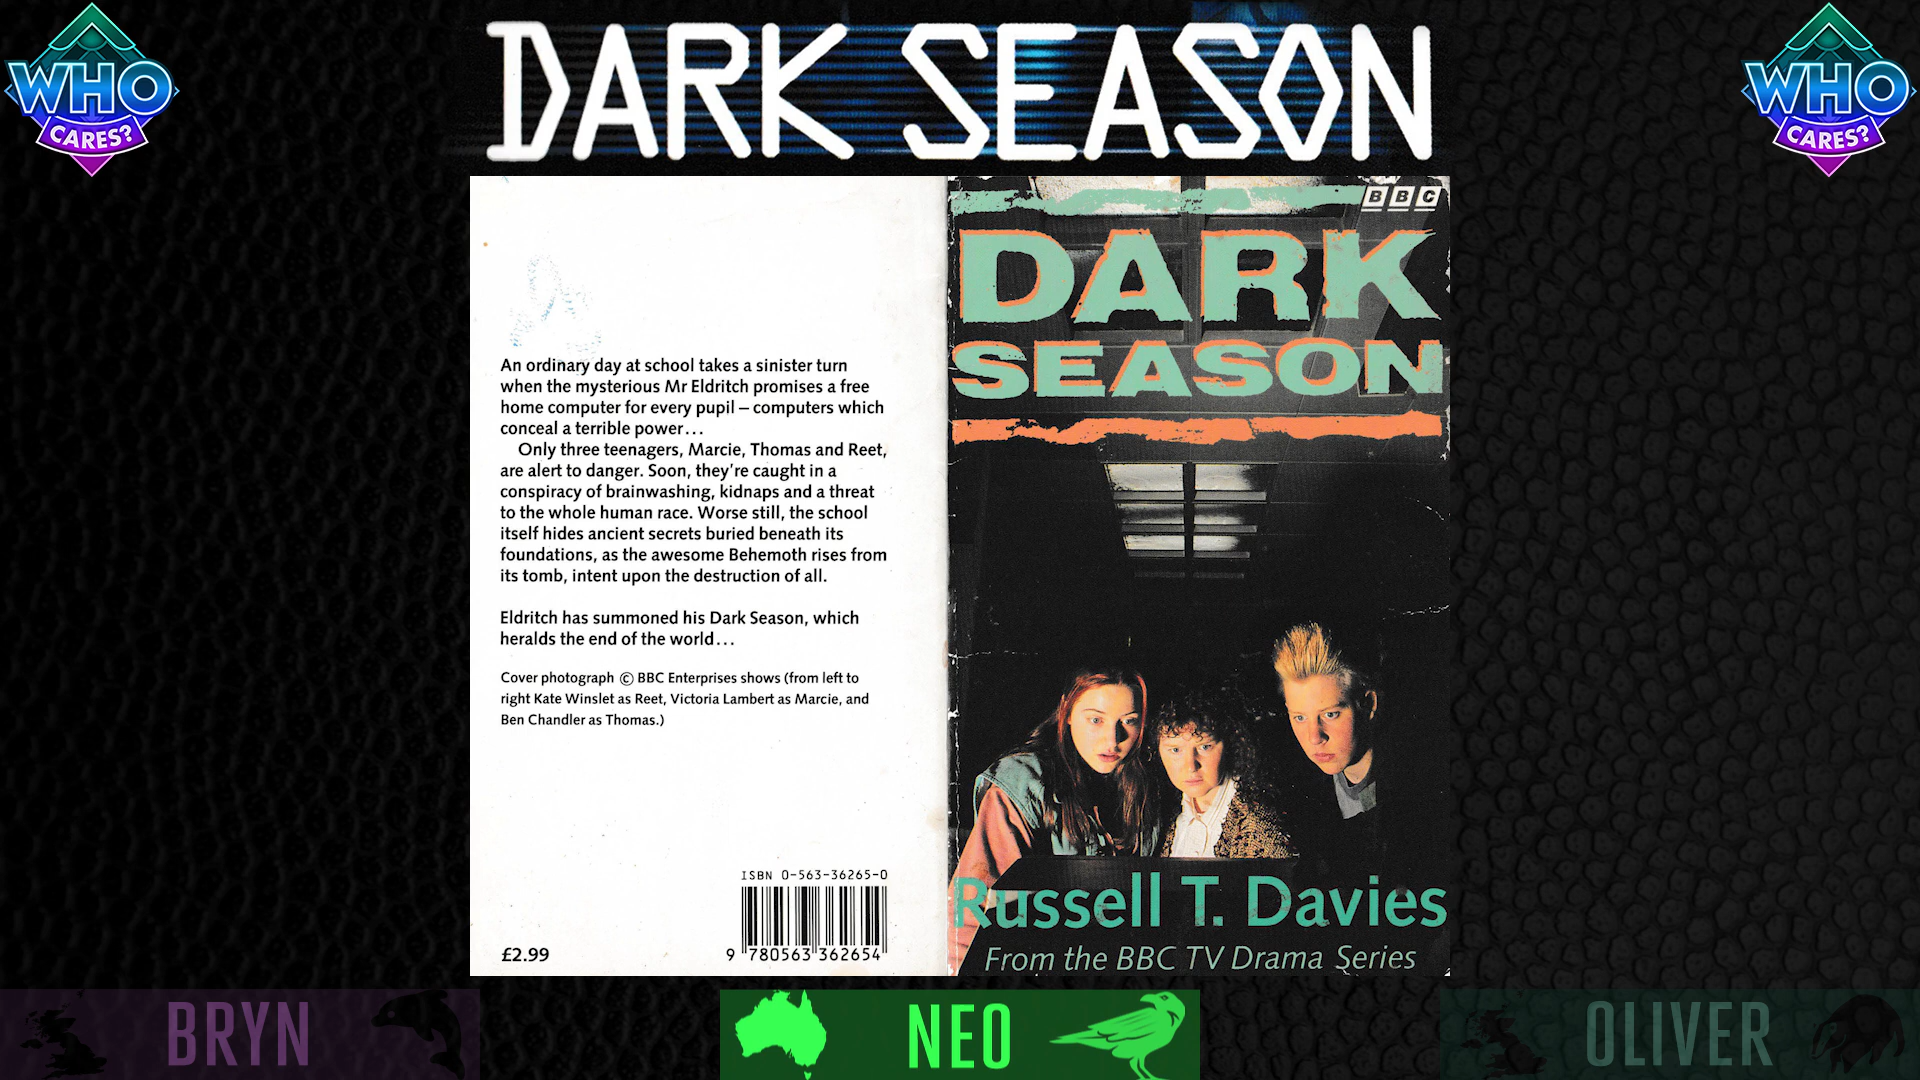 WHO
CARES?
DARK SEASON
WHO
CARES?
An ordinary day at school takes a sinister turn
when the mysterious Mr Eldritch promises a free
home computer for every pupil – computers which
conceal a terrible power...
Only three teenagers, Marcie, Thomas and Reet,
are alert to danger. Soon, they're caught in a
conspiracy of brainwashing, kidnaps and a threat
to the whole human race. Worse still, the school
itself hides ancient secrets buried beneath its
foundations, as the awesome Behemoth rises from
its tomb, intent upon the destruction of all.
Eldritch has summoned his Dark Season, which
heralds the end of the world...
Cover photograph © BBC Enterprises shows (from left to
right Kate Winslet as Reet, Victoria Lambert as Marcie, and
Ben Chandler as Thomas.)
ISBN 0-563-36265-0
9 780563 362654
£2.99
BBC
DARK
SEASON
Russell T. Davies
From the BBC TV Drama Series
BRYN
NEO
OLIVER